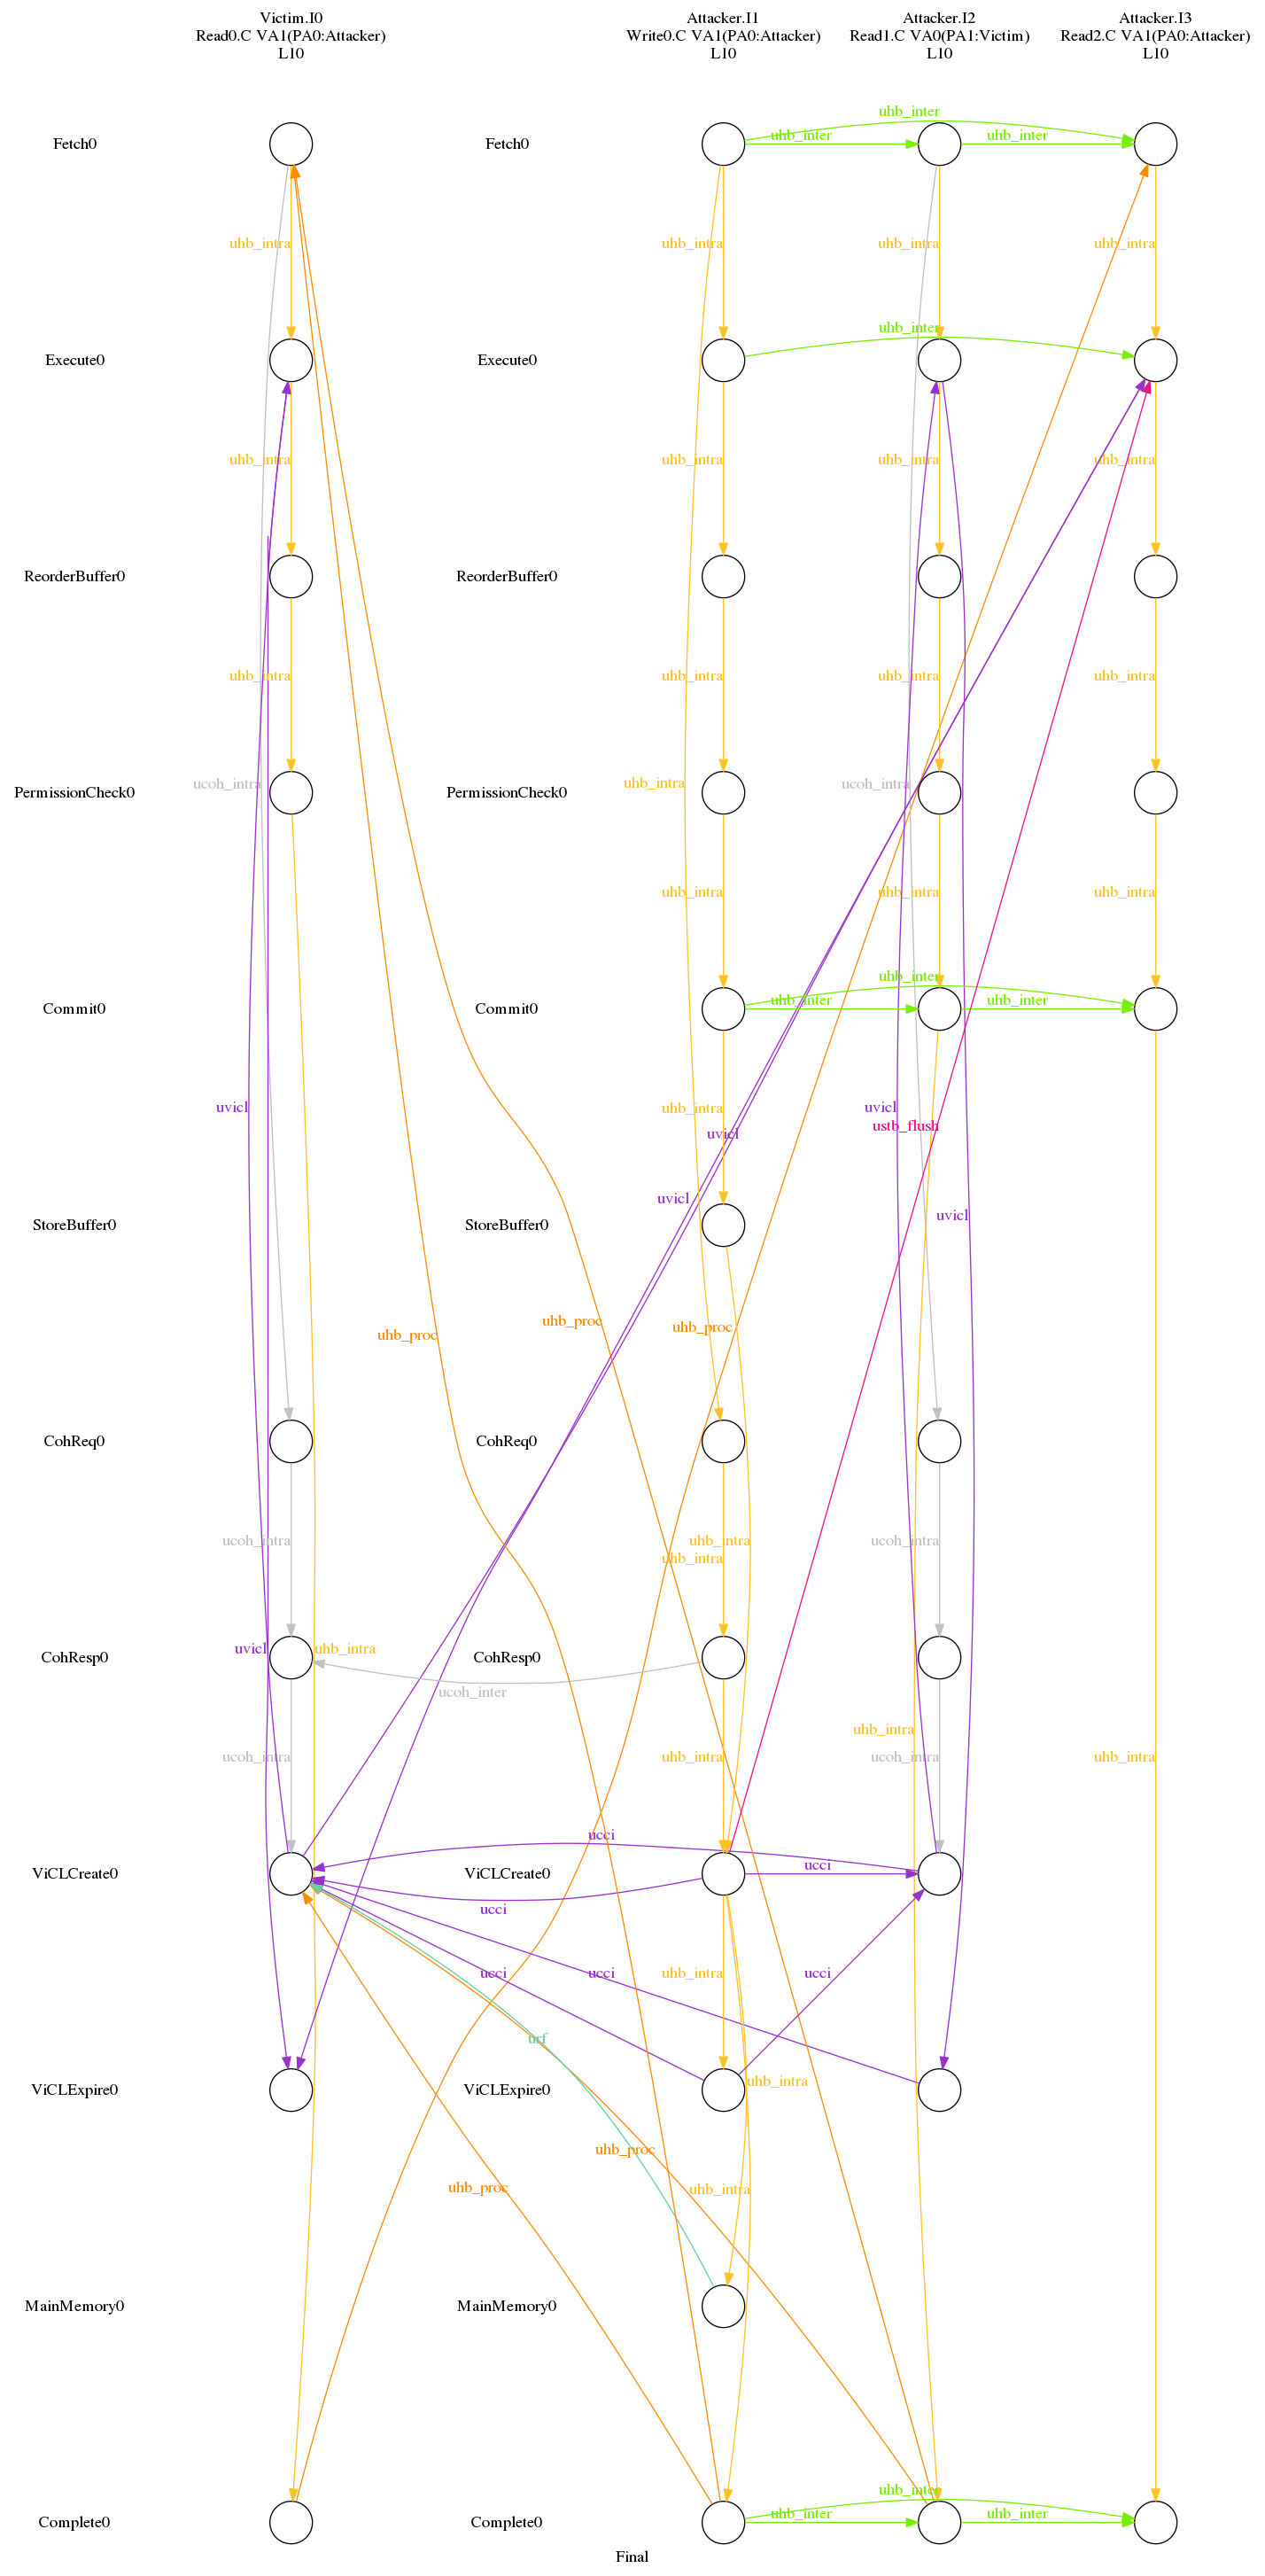 Victim.I0
Read0.C VA1(PA0:Attacker)
L10
Attacker.I1
Write0.C VA1(PA0:Attacker)
L10
Attacker.I2
Read1.C VA0(PA1:Victim)
L10
Attacker.I3
Read2.C VA1(PA0:Attacker)
L10
uhb_inter
uhb_inter uhb_inter
Fetch0 Fetch0
uhb_intra uhb_intra uhb_intra uhb_intra
uhb_inter
Execute0 Execute0
uhb_intra uhb_intra uhb_intra uhb_intra
ReorderBuffer0 ReorderBuffer0
uhb_intra uhb_intra uhb_intra uhb_intra
ucoh_intra uhb_intra ucoh_intra
PermissionCheck0 PermissionCheck0
uhb_intra uhb_intra uhb_intra
uhb_inter
uhb_inter uhb_inter
Commit0 Commit0
uvicl uhb_intra uvicl
ustb_flush
uvicl
uvicl
uvicl
StoreBuffer0 StoreBuffer0
uhb_proc uhb_proc uhb_proc
CohReq0 CohReq0
ucoh_intra uhb_intra ucoh_intra
uhb_intra
uvicl uhb_intra
CohResp0 CohResp0
ucoh_inter
uhb_intra
ucoh_intra uhb_intra ucoh_intra uhb_intra
ucci
ucci
ViCLCreate0 ViCLCreate0
ucci
ucci ucci uhb_intra ucci
urf
uhb_intra
ViCLExpire0 ViCLExpire0
uhb_proc
uhb_proc uhb_intra
MainMemory0 MainMemory0
uhb_inter
uhb_inter uhb_inter
Complete0 Complete0
Final